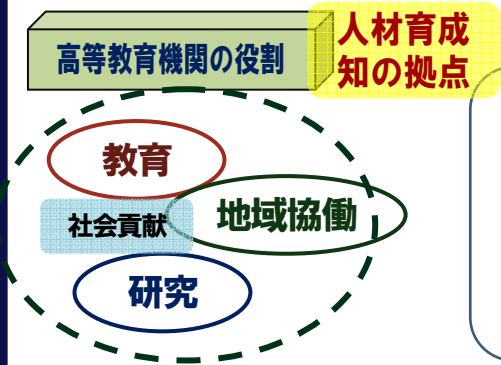 高等教育機関の役割
人材育成
知の拠点
教育
社会貢献
地域協働
研究